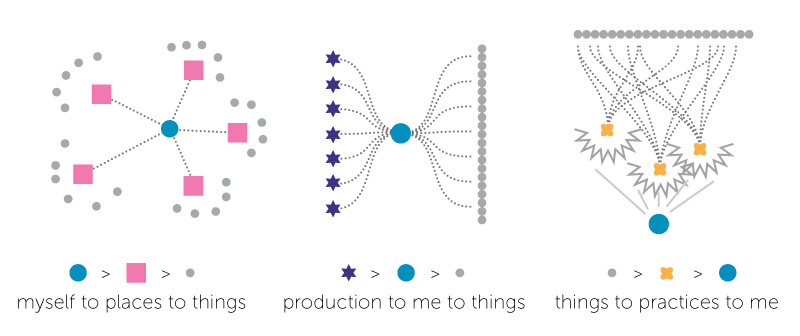 > >
myself to places to things
> >
production to me to things
> >
things to practices to me